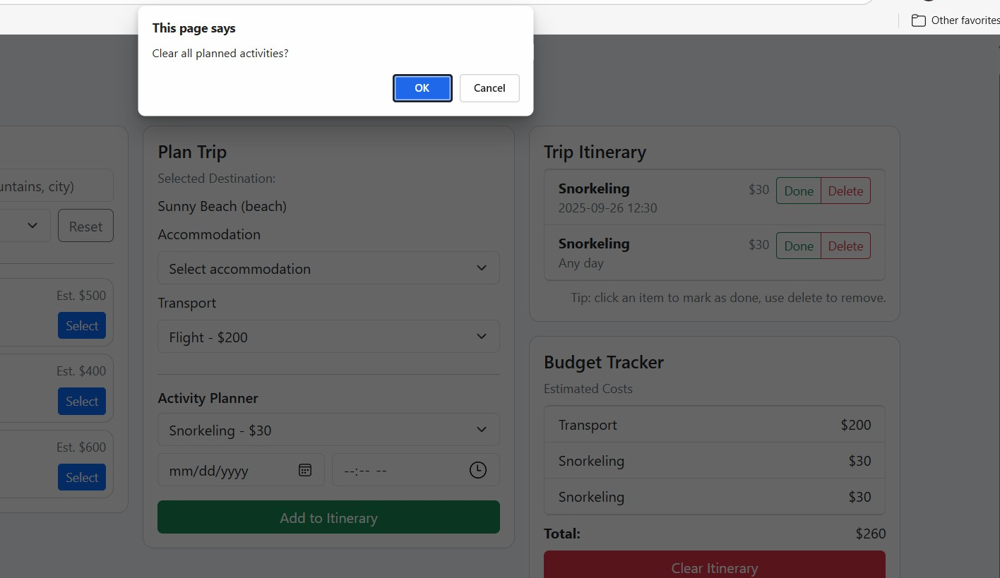 Other favorites
This page says
Clear all planned activities?
OK
Cancel
untains, city)
Reset
Est. $500
Select
Est. $400
Select
Est. $600
Select
Plan Trip
Selected Destination:
Sunny Beach (beach)
Accommodation
Select accommodation
Transport
Flight - $200
Activity Planner
Snorkeling - $30
mm/dd/yyyy
--:-- --
Add to Itinerary
Trip Itinerary
Snorkeling $30 Done Delete
2025-09-26 12:30
Snorkeling $30 Done Delete
Any day
Tip: click an item to mark as done, use delete to remove.
Budget Tracker
Estimated Costs
Transport $200
Snorkeling $30
Snorkeling $30
Total: $260
Clear Itinerary